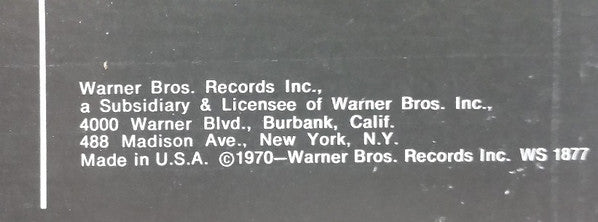 Warner Bros. Records Inc.,
a Subsidiary & Licensee of Warner Bros. Inc.,
4000 Warner Blvd., Burbank, Calif.
488 Madison Ave., New York, N.Y.
Made in U.S.A. ©1970—Warner Bros. Records Inc. WS 1877